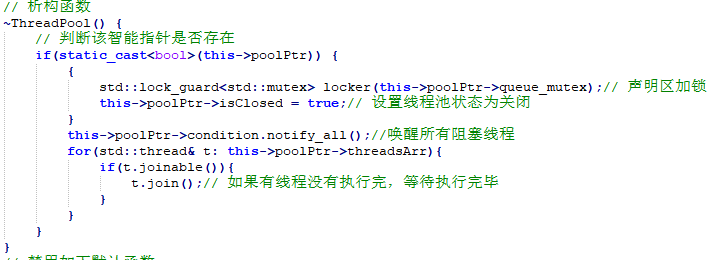 // 析构函数
~ThreadPool() {
// 判断该智能指针是否存在
if(static_cast<bool>(this->poolPtr)) {
{
std::lock_guard<std::mutex> locker(this->poolPtr->queue_mutex);// 声明区加锁
this->poolPtr->isClosed = true;// 设置线程池状态为关闭
}
this->poolPtr->condition.notify_all();//唤醒所有阻塞线程
for(std::thread& t: this->poolPtr->threadsArr){
if(t.joinable()){
t.join();// 如果有线程没有执行完，等待执行完毕
}
}
}
}